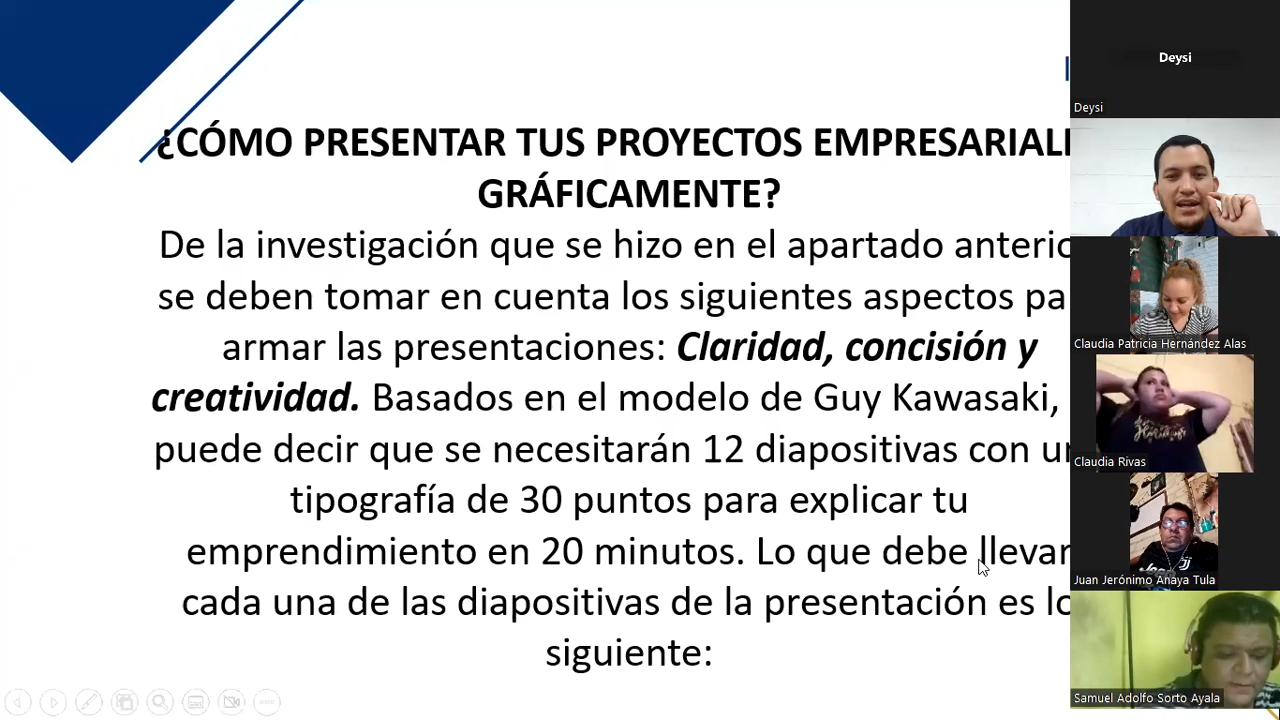 ¿CÓMO PRESENTAR TUS PROYECTOS EMPRESARIAL
GRÁFICAMENTE?
De la investigación que se hizo en el apartado anterio
se deben tomar en cuenta los siguientes aspectos pa
armar las presentaciones: Claridad, concisión y
creatividad. Basados en el modelo de Guy Kawasaki,
puede decir que se necesitarán 12 diapositivas con un
tipografía de 30 puntos para explicar tu
emprendimiento en 20 minutos. Lo que debe llevar
cada una de las diapositivas de la presentación es lo
siguiente:
Deysi
Deysi
Claudia Patricia Hernández Alas
Claudia Rivas
Juan Jerónimo Anaya Tula
Samuel Adolfo Sorto Ayala